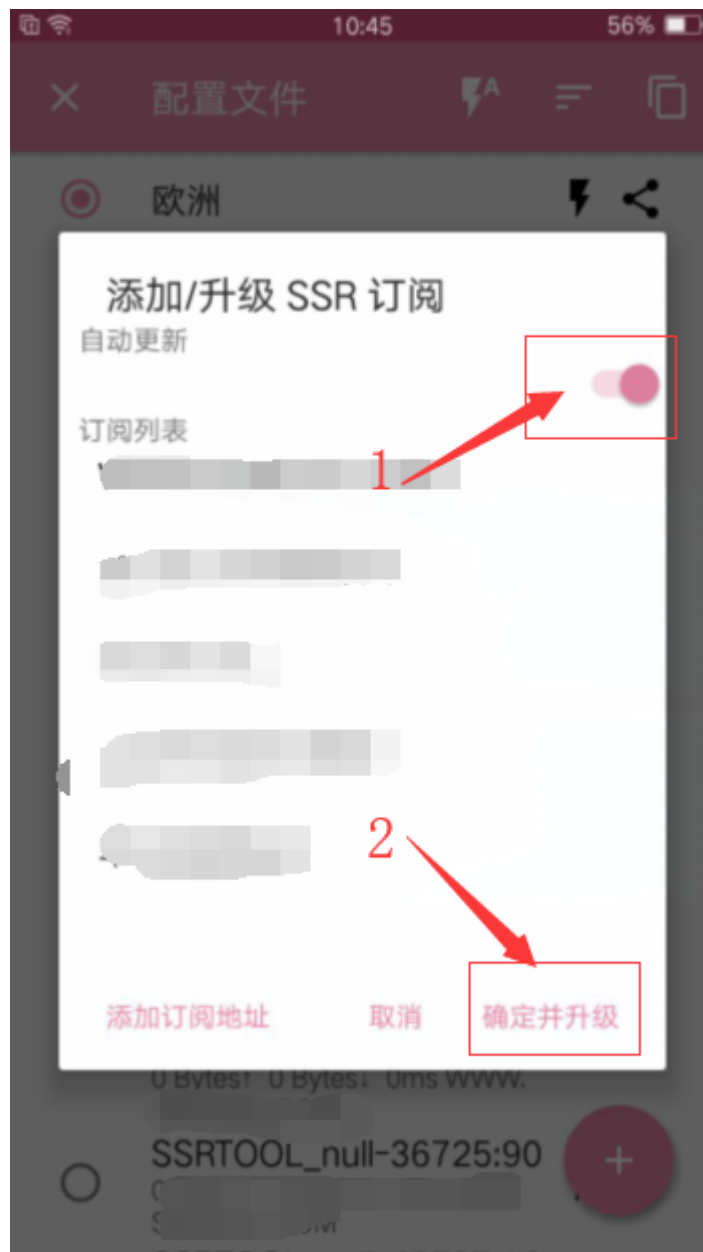 10:45
56%
配置文件
A
欧洲
添加/升级 SSR 订阅
自动更新
订阅列表
1
2
添加订阅地址
取消
确定并升级
0 Bytes↑ 0 Bytes↓ 0ms WWW.
SSRTOOL_null-36725:90